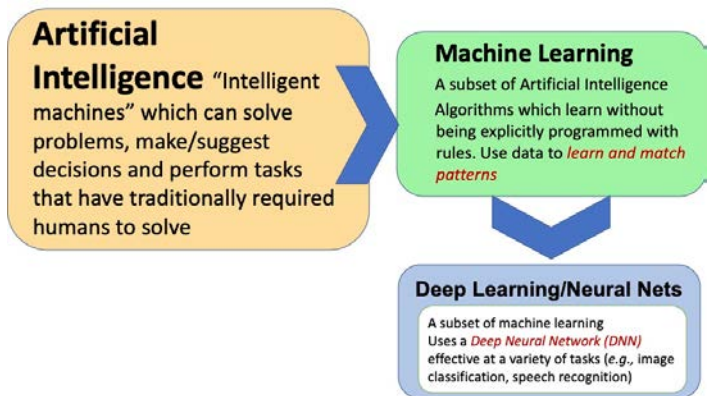 Artificial
Intelligence “Intelligent
machines” which can solve
problems, make/suggest
decisions and perform tasks
that have traditionally required
humans to solve
Machine Learning
A subset of Artificial Intelligence
Algorithms which learn without
being explicitly programmed with
rules. Use data to learn and match
patterns
Deep Learning/Neural Nets
A subset of machine learning
Uses a Deep Neural Network (DNN)
effective at a variety of tasks (e.g., image
classification, speech recognition)